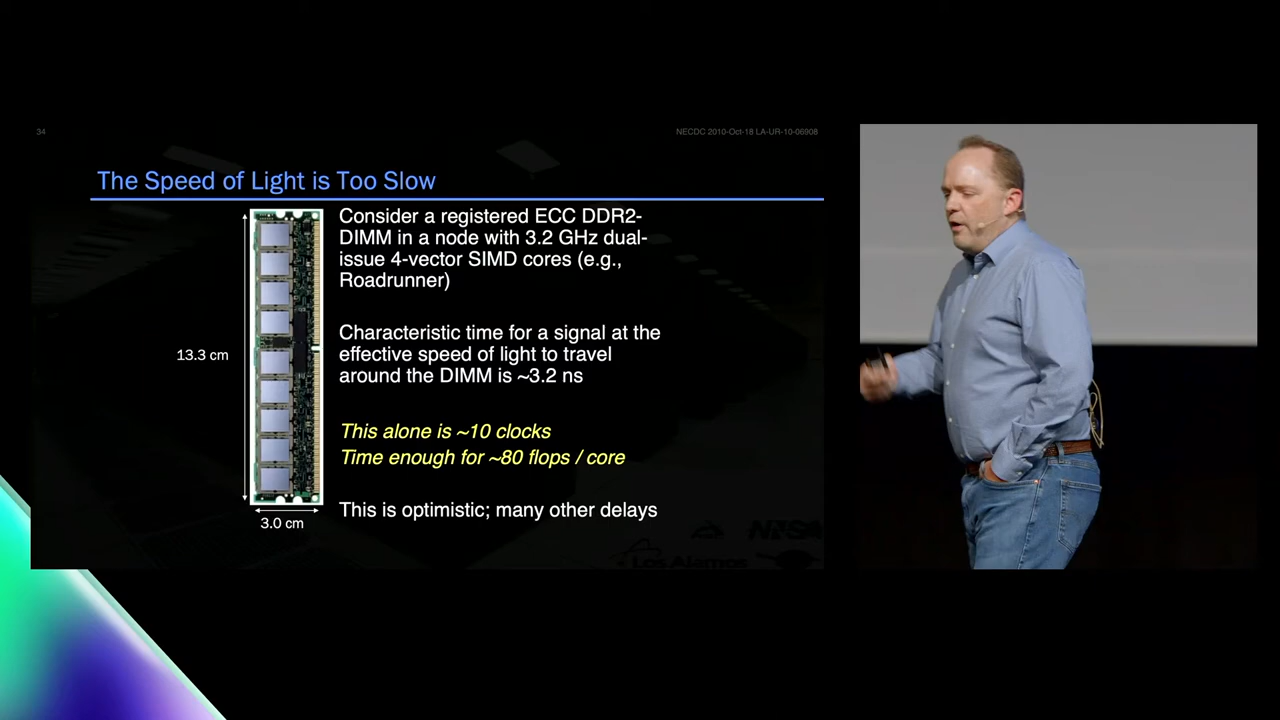 34
NECDC 2010-Oct-18 LA-UR-10-06908
The Speed of Light is Too Slow
Consider a registered ECC DDR2-
DIMM in a node with 3.2 GHz dual-
issue 4-vector SIMD cores (e.g.,
Roadrunner)
Characteristic time for a signal at the
effective speed of light to travel
around the DIMM is ~3.2 ns
13.3 cm
This alone is ~10 clocks
Time enough for ~80 flops / core
This is optimistic; many other delays
3.0 cm
Los Alamos